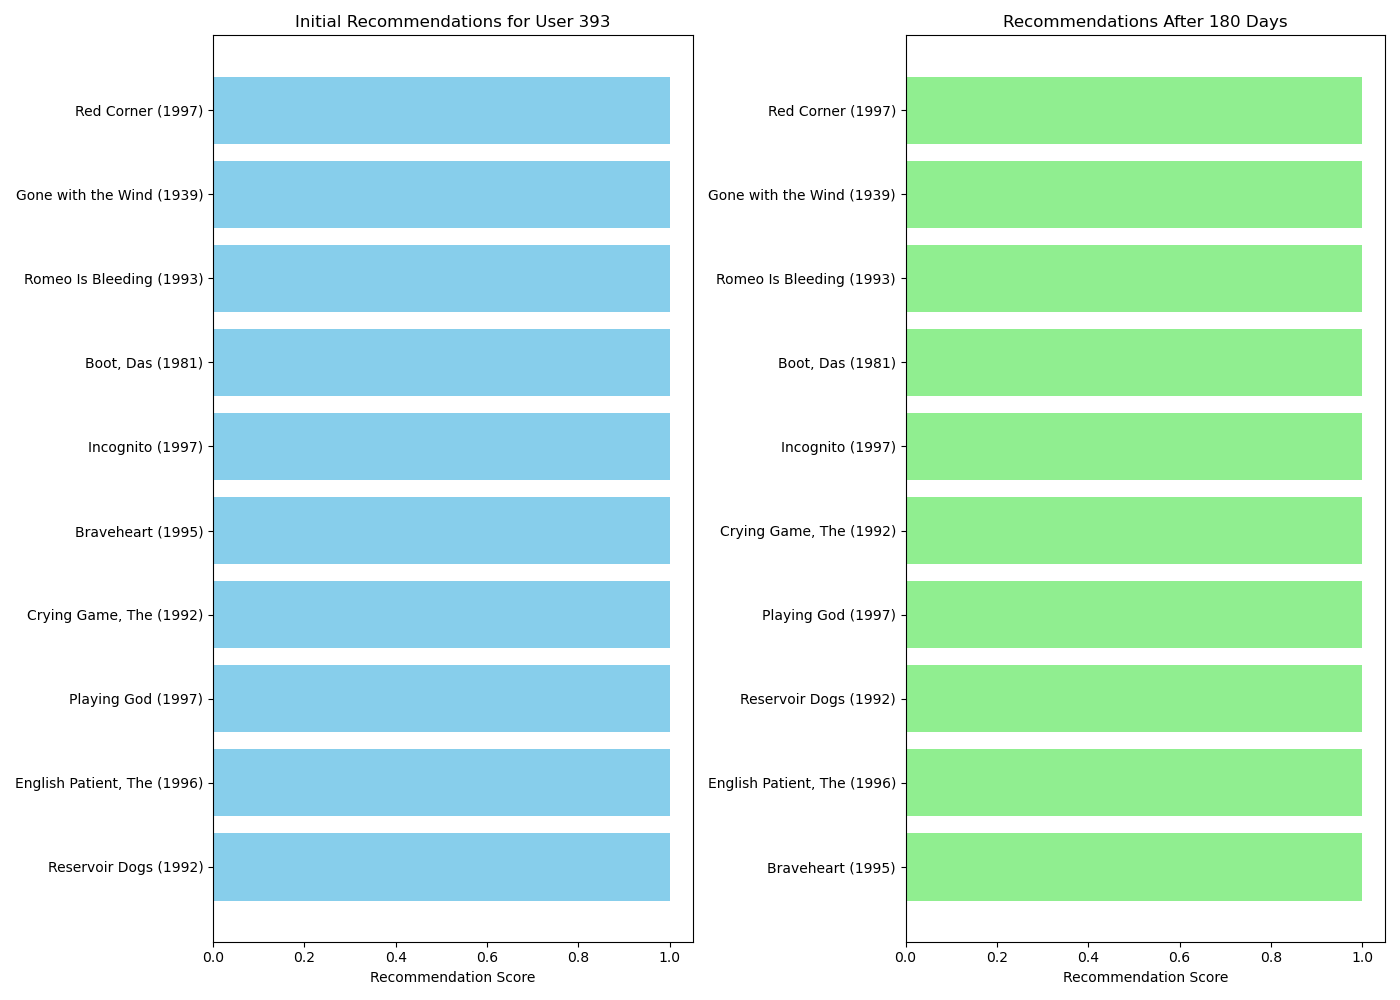 Initial Recommendations for User 393
Red Corner (1997)
Gone with the Wind (1939)
Romeo Is Bleeding (1993)
Boot, Das (1981)
Incognito (1997)
Braveheart (1995)
Crying Game, The (1992)
Playing God (1997)
English Patient, The (1996)
Reservoir Dogs (1992)
0.0 0.2 0.4 0.6 0.8 1.0
Recommendation Score
Recommendations After 180 Days
Red Corner (1997)
Gone with the Wind (1939)
Romeo Is Bleeding (1993)
Boot, Das (1981)
Incognito (1997)
Crying Game, The (1992)
Playing God (1997)
Reservoir Dogs (1992)
English Patient, The (1996)
Braveheart (1995)
0.0 0.2 0.4 0.6 0.8 1.0
Recommendation Score